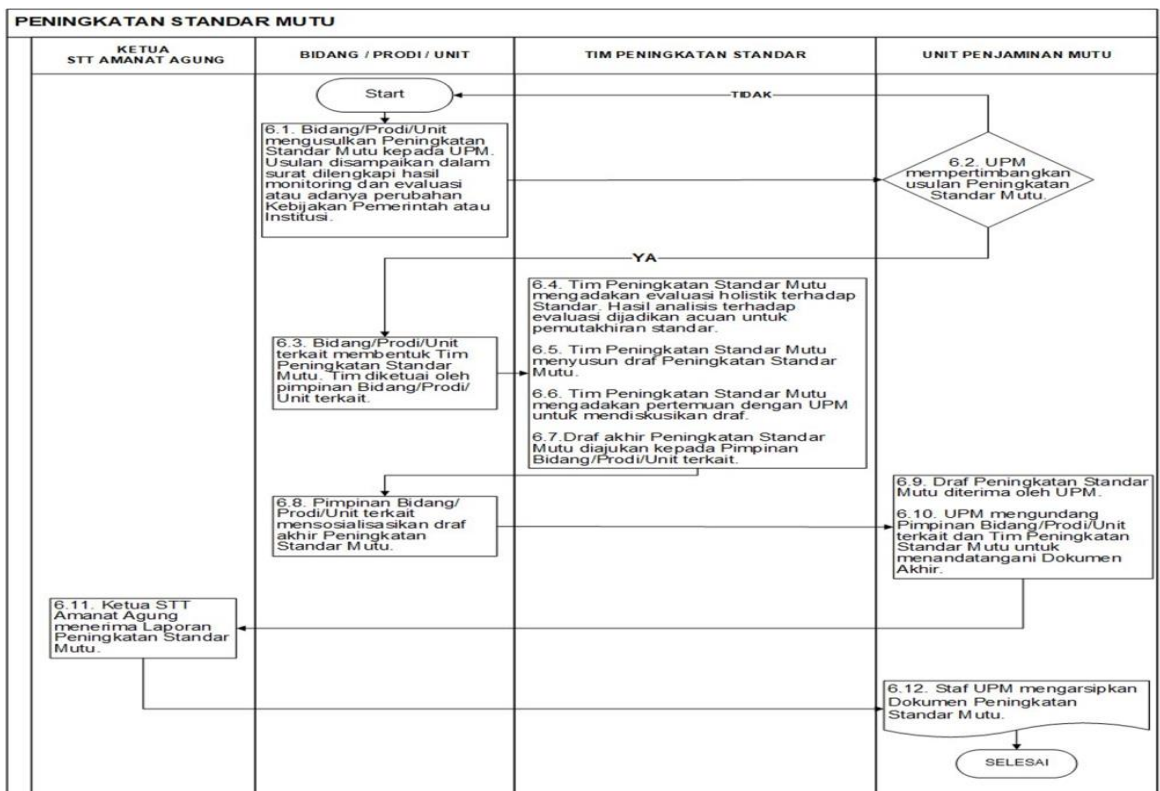 PENINGKATAN STANDAR MUTU
KETUA
STT AMANAT AGUNG
BIDANG / PRODI / UNIT
TIM PENINGKATAN STANDAR
UNIT PENJAMINAN MUTU
Start
TIDAK
6.1. Bidang/Prodi/Unit
mengusulkan Peningkatan
Standar Mutu kepada UPM.
Usulan disampaikan dalam
surat dilengkapi hasil
monitoring dan evaluasi
atau adanya perubahan
Kebijakan Pemerintah atau
Institusi.
6.2. UPM
mempertimbangkan
usulan Peningkatan
Standar Mutu.
YA
6.3. Bidang/Prodi/Unit
terkait membentuk Tim
Peningkatan Standar
Mutu. Tim diketuai oleh
pimpinan Bidang/Prodi/
Unit terkait.
6.4. Tim Peningkatan Standar Mutu
mengadakan evaluasi holistik terhadap
Standar. Hasil analisis terhadap
evaluasi dijadikan acuan untuk
pemutakhiran standar.
6.5. Tim Peningkatan Standar Mutu
menyusun draf Peningkatan Standar
Mutu.
6.6. Tim Peningkatan Standar Mutu
mengadakan pertemuan dengan UPM
untuk mendiskusikan draf.
6.7.Draf akhir Peningkatan Standar
Mutu diajukan kepada Pimpinan
Bidang/Prodi/Unit terkait.
6.8. Pimpinan Bidang/
Prodi/Unit terkait
mensosialisasikan draf
akhir Peningkatan
Standar Mutu.
6.9. Draf Peningkatan Standar
Mutu diterima oleh UPM.
6.10. UPM mengundang
Pimpinan Bidang/Prodi/Unit
terkait dan Tim Peningkatan
Standar Mutu untuk
menandatangani Dokumen
Akhir.
6.11. Ketua STT
Amanat Agung
menerima Laporan
Peningkatan Standar
Mutu.
6.12. Staf UPM mengarsipkan
Dokumen Peningkatan
Standar Mutu.
SELESAI